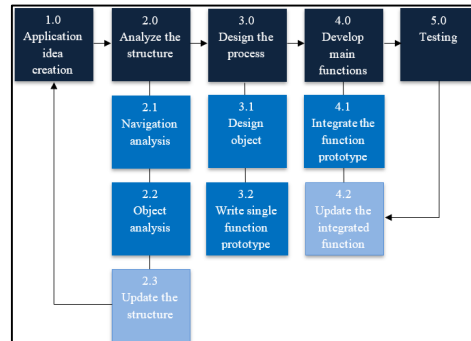 1.0
Application
idea
creation
2.0
Analyze the
structure
3.0
Design the
process
4.0
Develop
main
functions
5.0
Testing
2.1
Navigation
analysis
3.1
Design
object
4.1
Integrate the
function
prototype
2.2
Object
analysis
3.2
Write single
function
prototype
4.2
Update the
integrated
function
2.3
Update the
structure